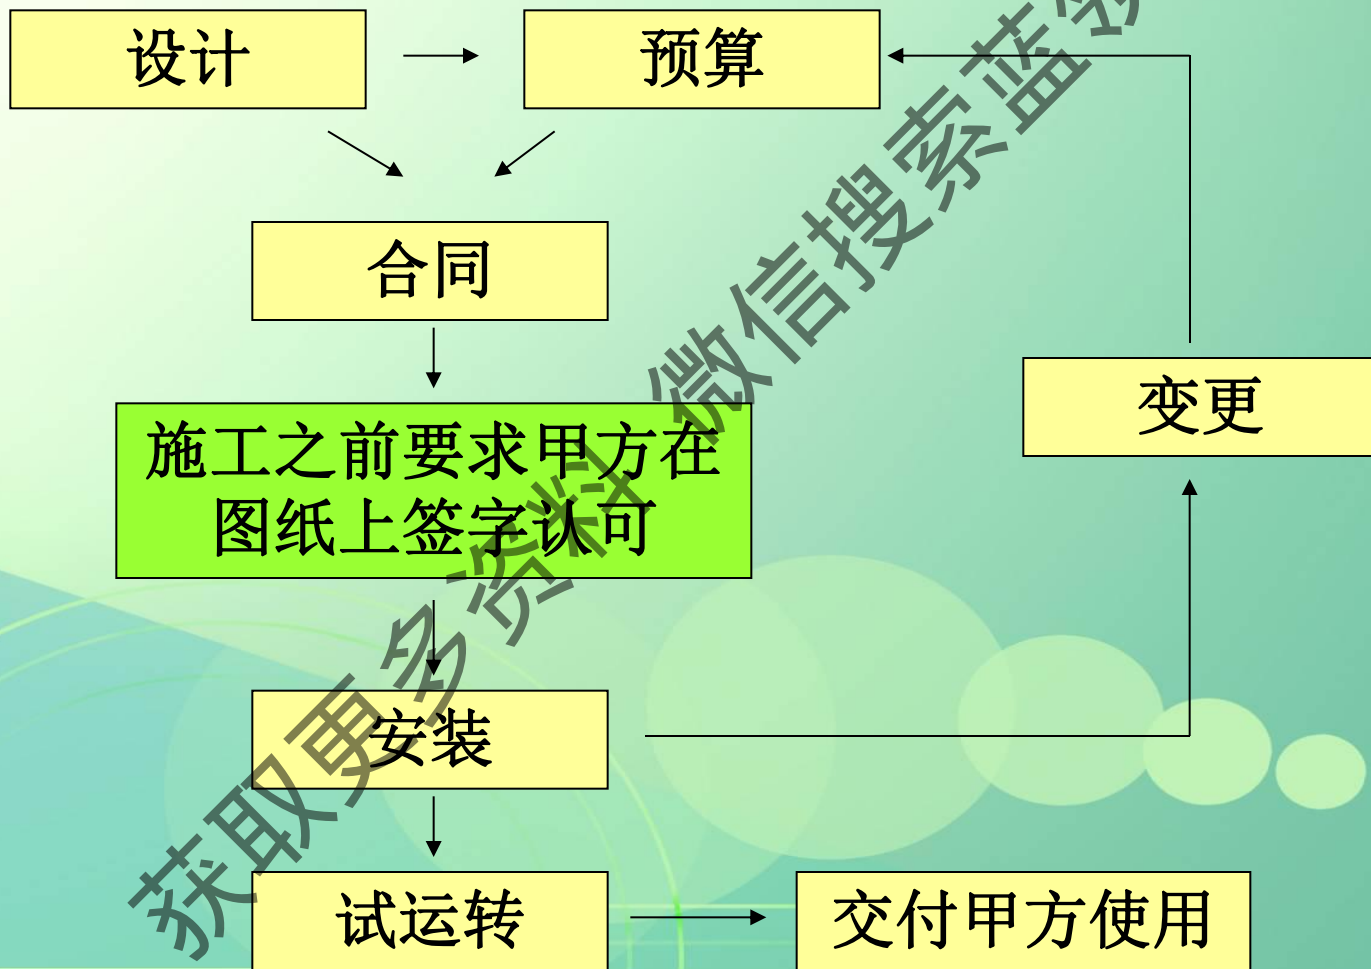 设计
预算
合同
变更
施工之前要求甲方在
图纸上签字认可
安装
试运转
交付甲方使用
获取更多资料 微信搜索蓝领